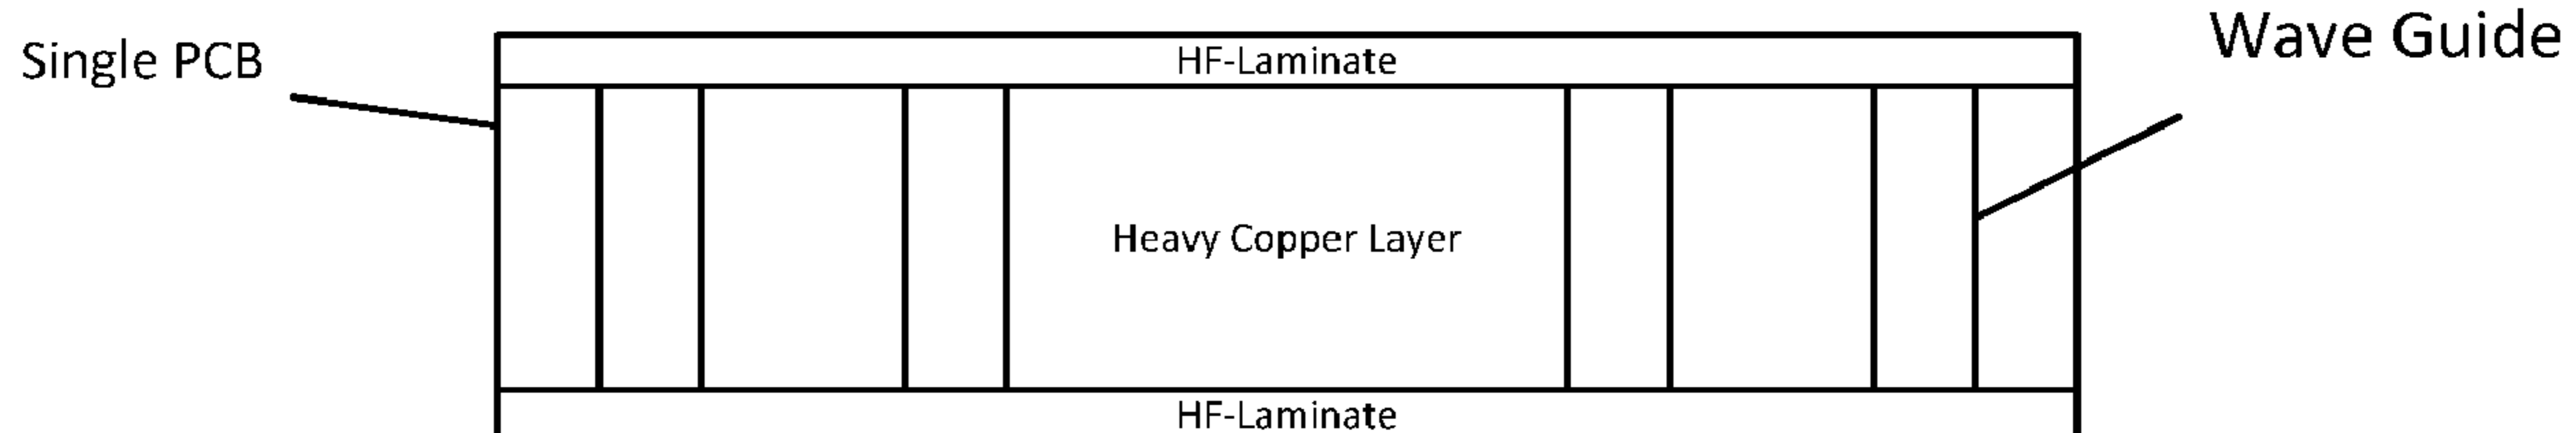 Single PCB
HF-Laminate
Wave Guide
Heavy Copper Layer
HF-Laminate